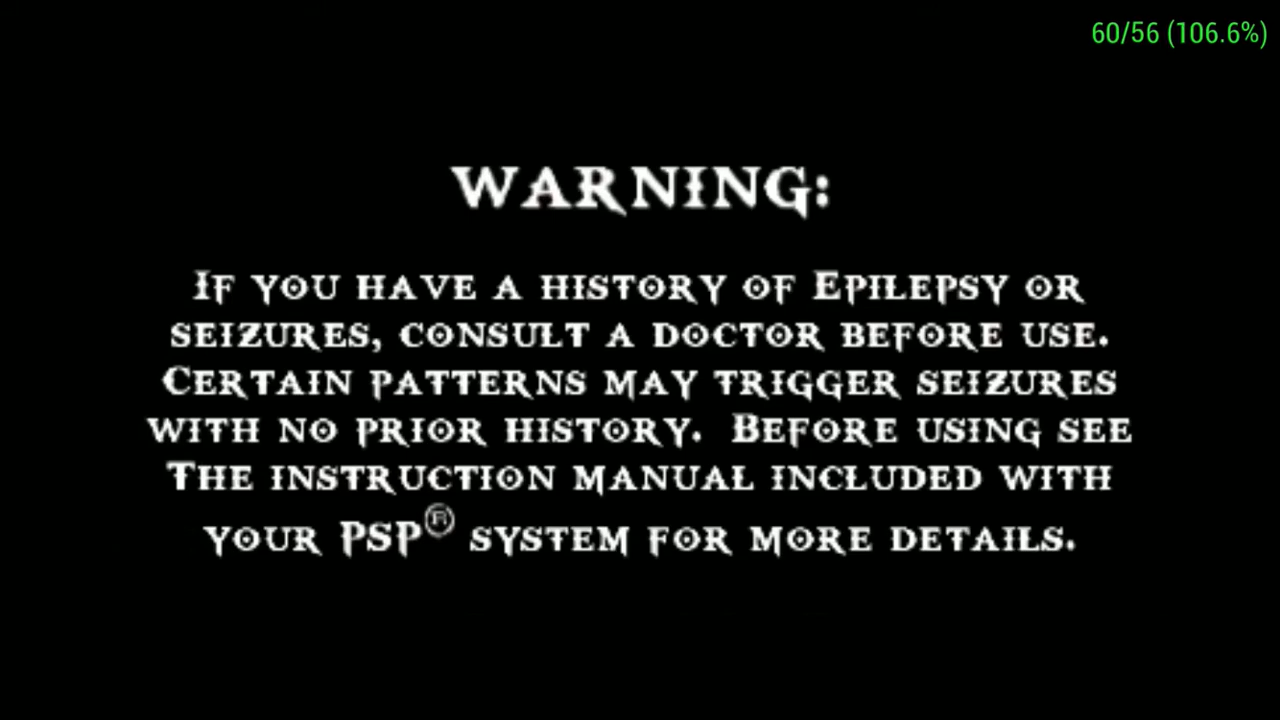 60/56 (106.6%)
WARNING:
If you have a history of Epilepsy or
seizures, consult a doctor before use.
Certain patterns may trigger seizures
with no prior history. Before using see
The instruction manual included with
your PSP® system for more details.